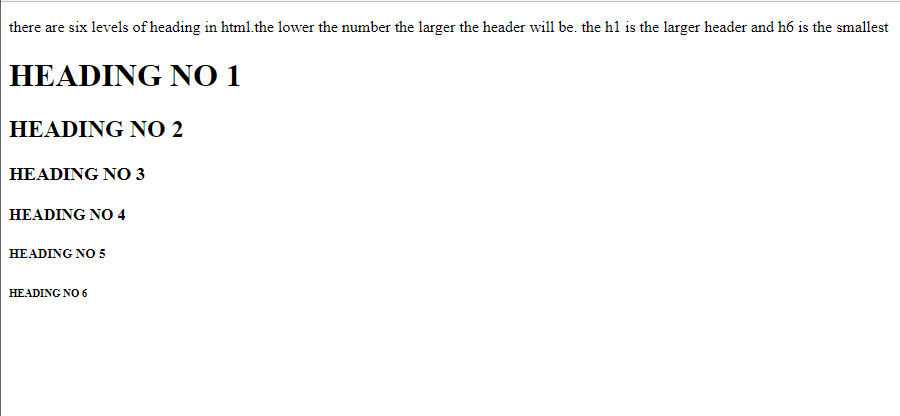 there are six levels of heading in html.the lower the number the larger the header will be. the h1 is the larger header and h6 is the smallest
HEADING NO 1
HEADING NO 2
HEADING NO 3
HEADING NO 4
HEADING NO 5
HEADING NO 6